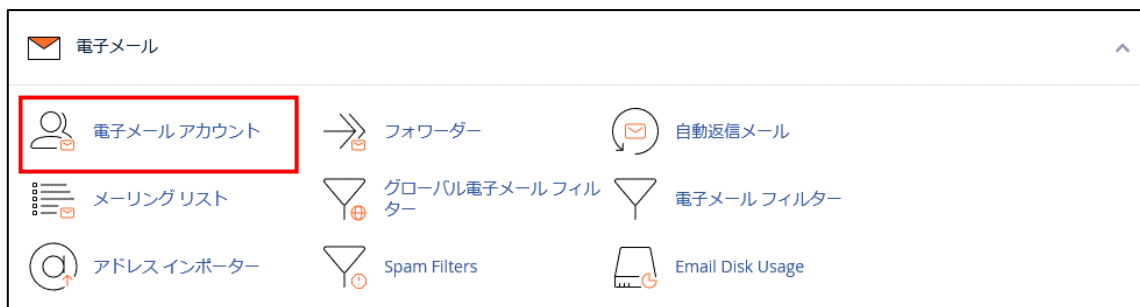 電子メール
電子メール アカウント
フォワーダー
自動返信メール
メーリング リスト
グローバル電子メール フィル
ター
電子メール フィルター
アドレス インポーター
Spam Filters
Email Disk Usage